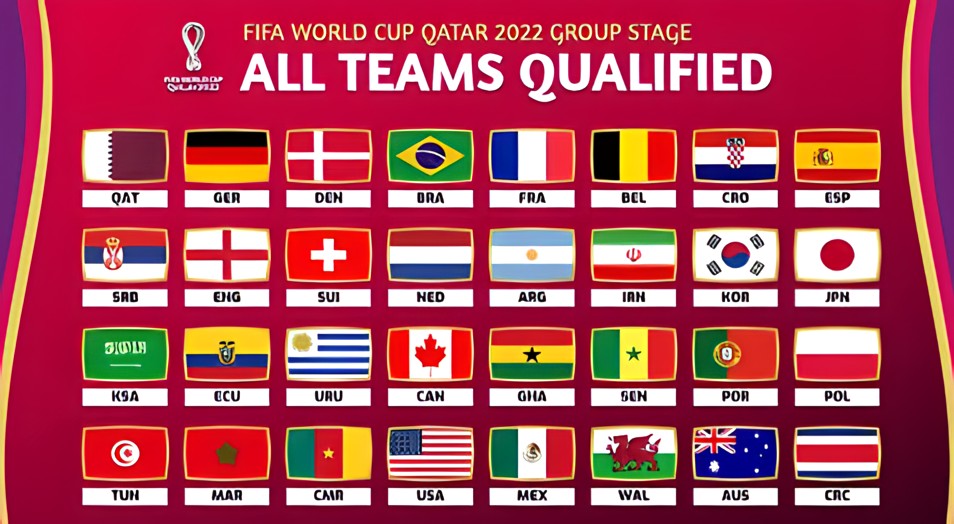 FIFA WORLD CUP QATAR 2022 GROUP STAGE
ALL TEAMS QUALIFIED
QAT GER DEN BRA FRA BEL CRO ESP
SRB ENG SUI NED ARG IRN KOR JPN
KSA ECU URU CAN GHA SEN POR POL
TUN MAR CMR USA MEX WAL AUS CRC